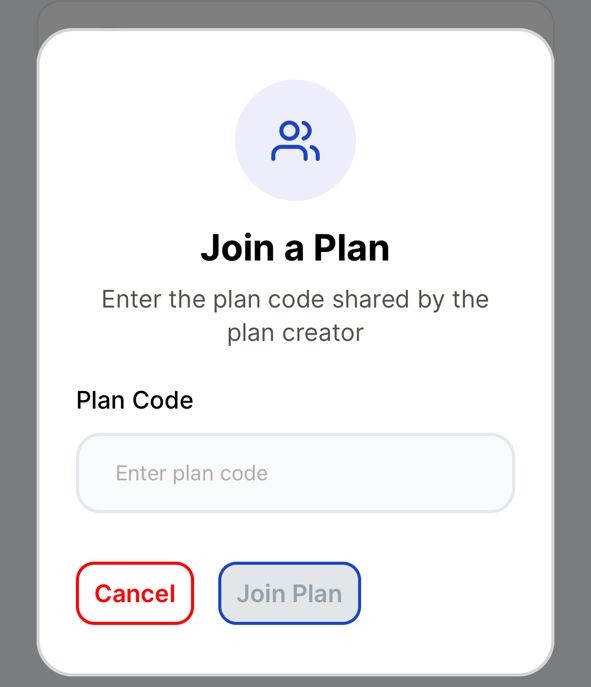 Join a Plan
Enter the plan code shared by the
plan creator
Plan Code
Enter plan code
Cancel
Join Plan